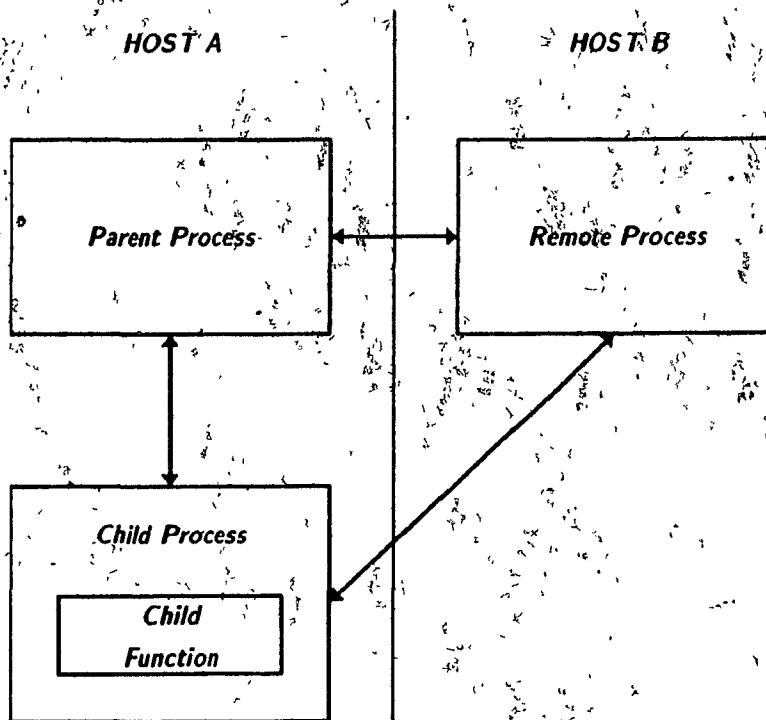 HOST A
HOST B
Parent Process
Remote Process
Child Process
Child
Function